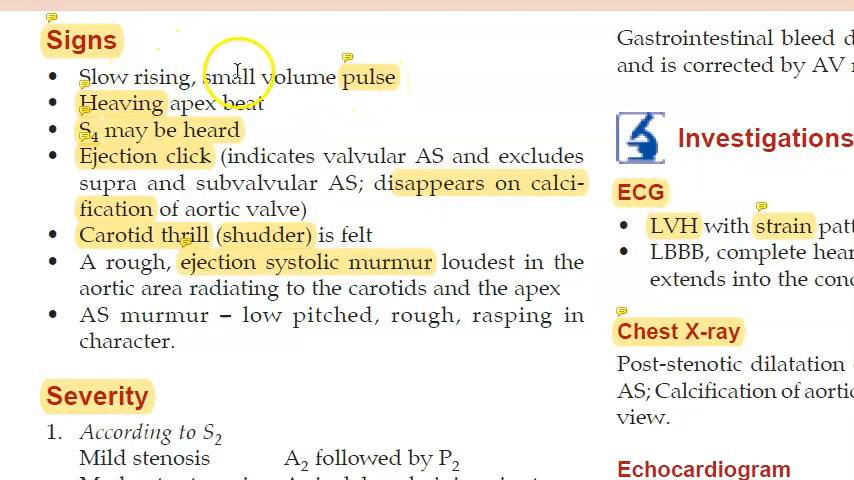 Signs
• Slow rising, small volume pulse
• Heaving apex beat
• S4 may be heard
• Ejection click (indicates valvular AS and excludes
supra and subvalvular AS; disappears on calci-
fication of aortic valve)
• Carotid thrill (shudder) is felt
• A rough, ejection systolic murmur loudest in the
aortic area radiating to the carotids and the apex
• AS murmur – low pitched, rough, rasping in
character.
Severity
1. According to S2
Mild stenosis A2 followed by P2
Gastrointestinal bleed
and is corrected by AV
Investigations
ECG
• LVH with strain
• LBBB, complete
extends into the
Chest X-ray
Post-stenotic dilatation
AS; Calcification of
view.
Echocardiogram